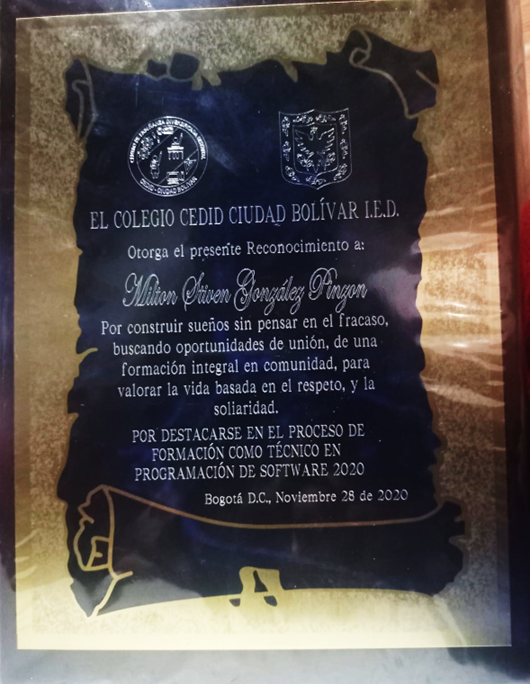 EL COLEGIO CEDID CIUDAD BOLÍVAR I.E.D.
Otorga el presente Reconocimiento a:
Milton Stiven González Pinzon
Por construir sueños sin pensar en el fracaso,
buscando oportunidades de unión, de una
formación integral en comunidad, para
valorar la vida basada en el respeto, y la
soliaridad.
POR DESTACARSE EN EL PROCESO DE
FORMACIÓN COMO TÉCNICO EN
PROGRAMACIÓN DE SOFTWARE 2020
Bogotá D.C., Noviembre 28 de 2020